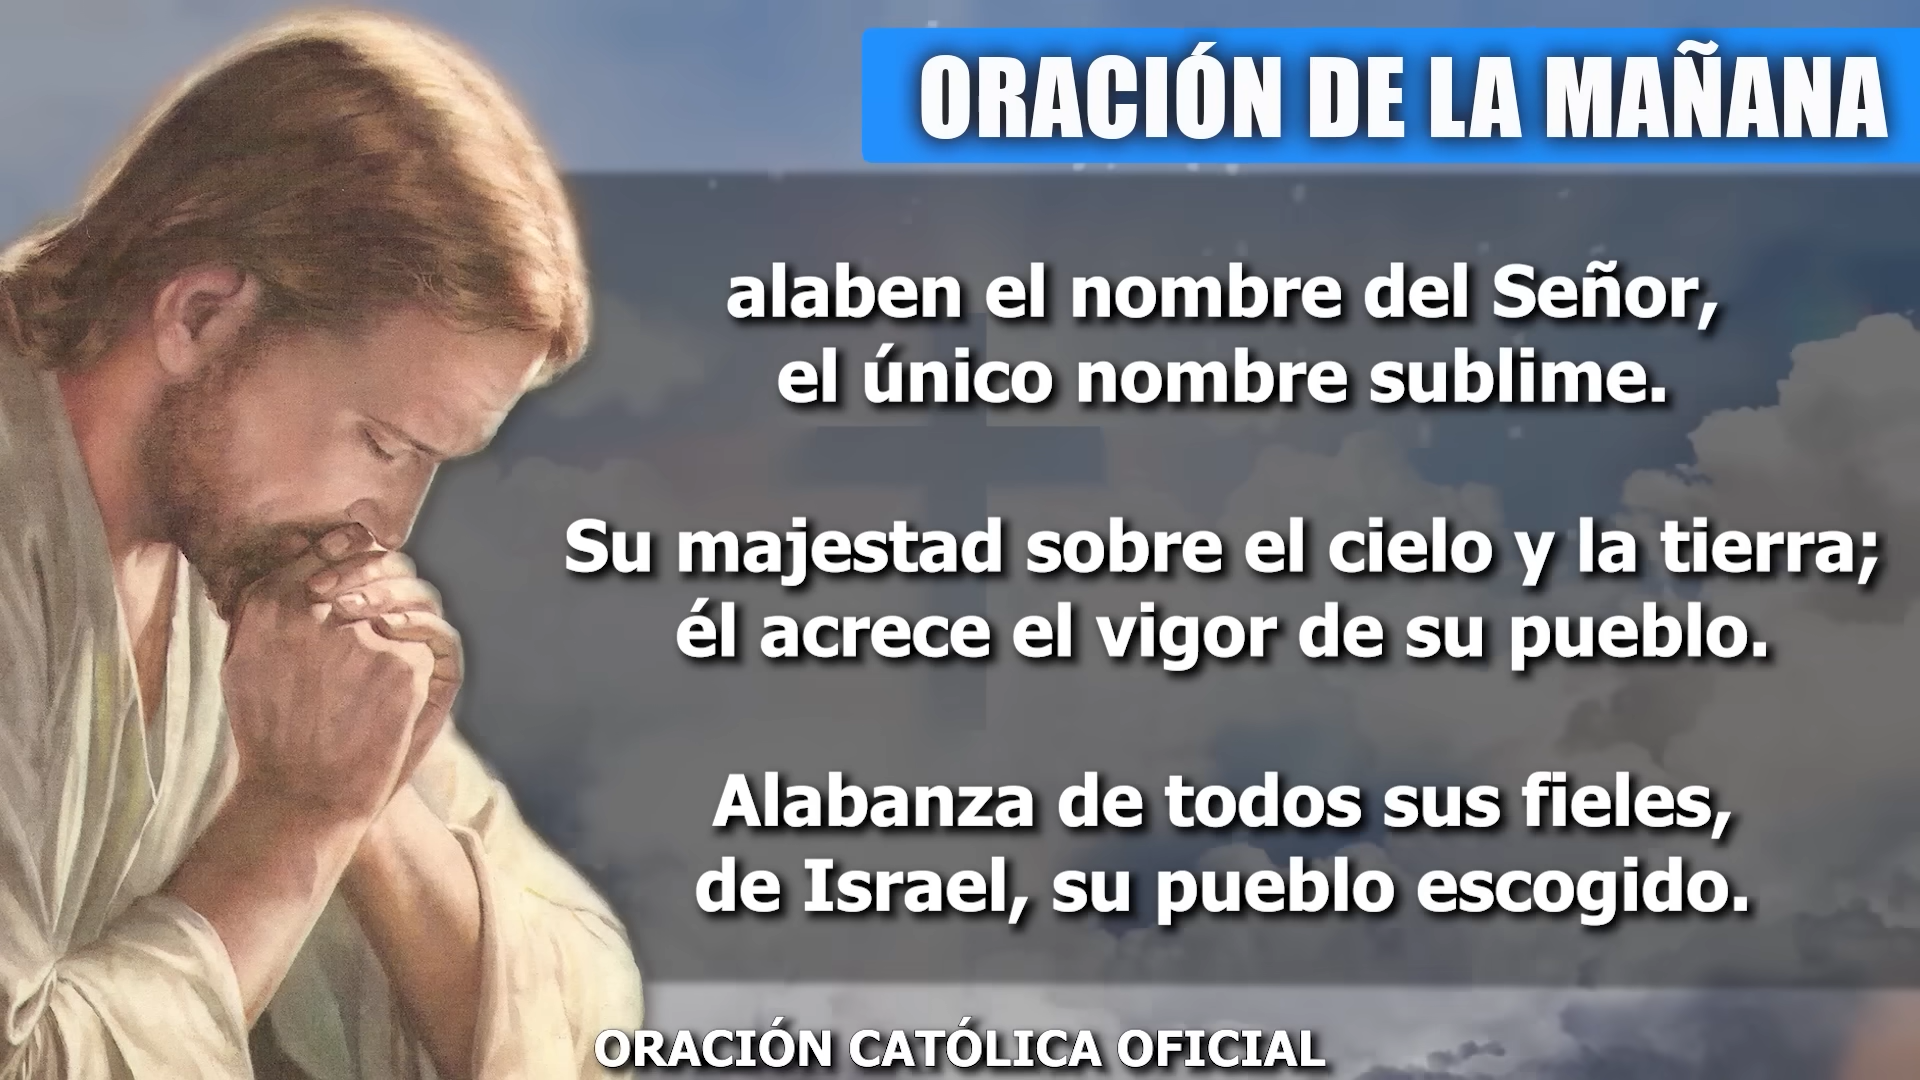 ORACIÓN DE LA MAÑANA
alaben el nombre del Señor,
el único nombre sublime.
Su majestad sobre el cielo y la tierra;
él acrece el vigor de su pueblo.
Alabanza de todos sus fieles,
de Israel, su pueblo escogido.
ORACIÓN CATÓLICA OFICIAL